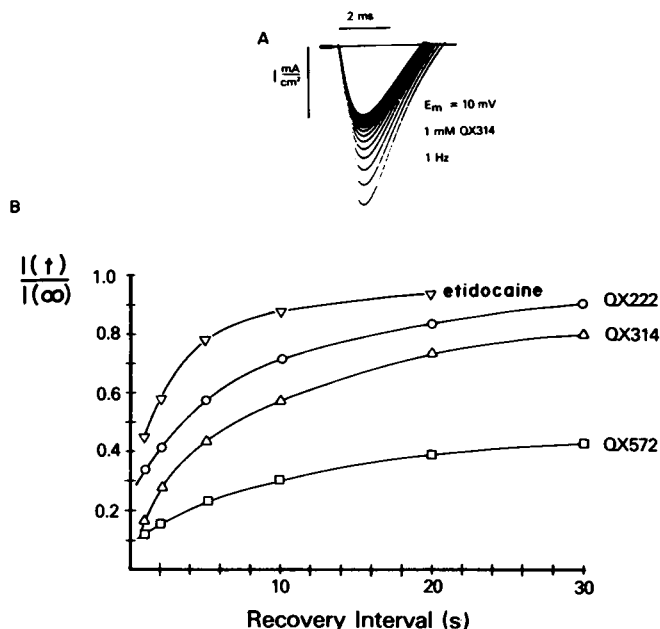 A
2 ms
I mA/cm²
Em = 10 mV
1 mM QX314
1 Hz
B
I(t)/I(∞)
1.0
0.8
0.6
0.4
0.2
etidocaine
QX222
QX314
QX572
10
20
30
Recovery Interval (s)